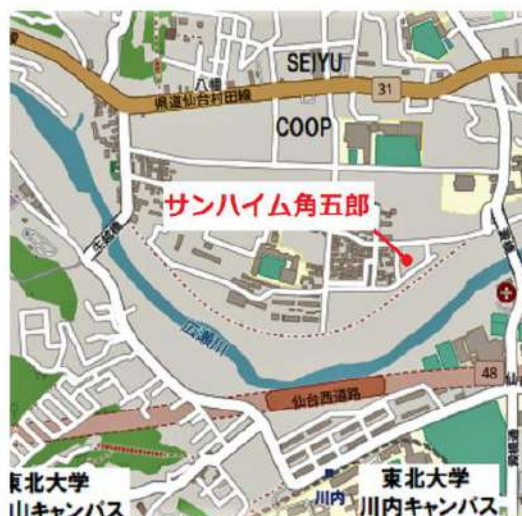 SEIYU
八幡
31
県道仙台村田線
COOP
サンハイム角五郎
広瀬川
48
仙台西道路
川内
東北大学
山キャンパス
東北大学
川内キャンパス